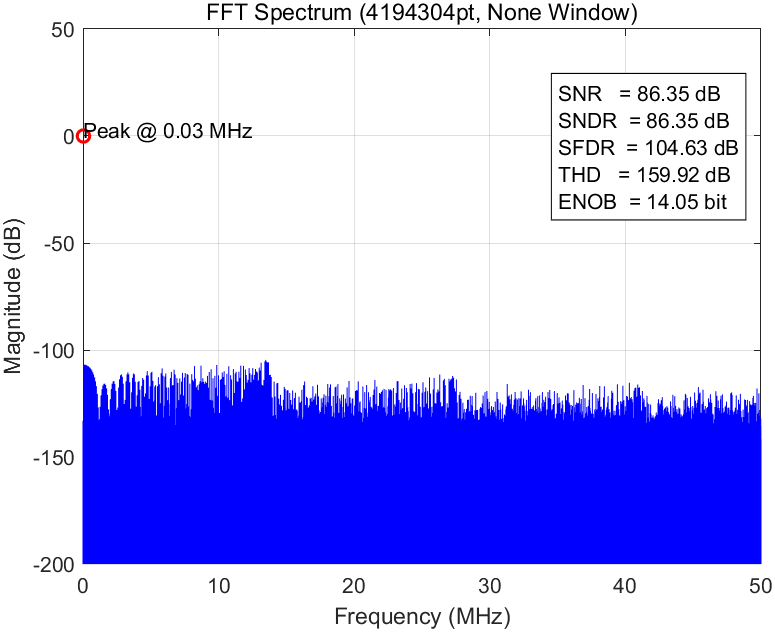 FFT Spectrum (4194304pt, None Window)
50
SNR = 86.35 dB
SNDR = 86.35 dB
SFDR = 104.63 dB
THD = 159.92 dB
ENOB = 14.05 bit
0
Peak @ 0.03 MHz
-50
-100
-150
-200
Magnitude (dB)
0 10 20 30 40 50
Frequency (MHz)